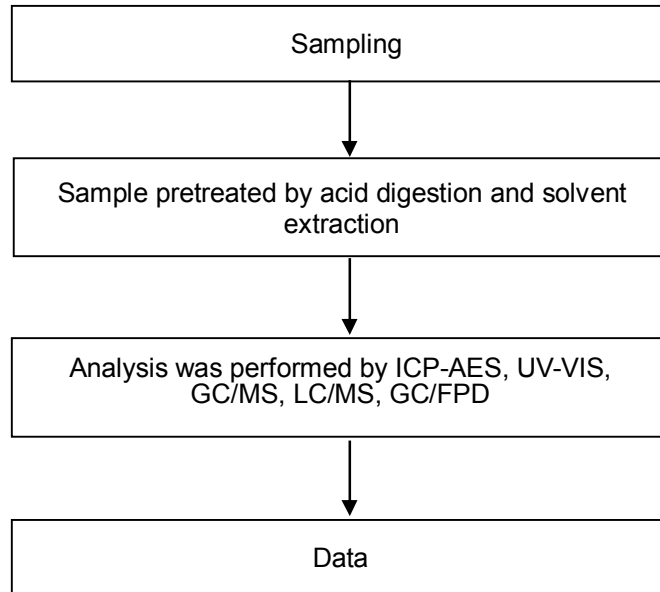 Sampling
Sample pretreated by acid digestion and solvent
extraction
Analysis was performed by ICP-AES, UV-VIS,
GC/MS, LC/MS, GC/FPD
Data